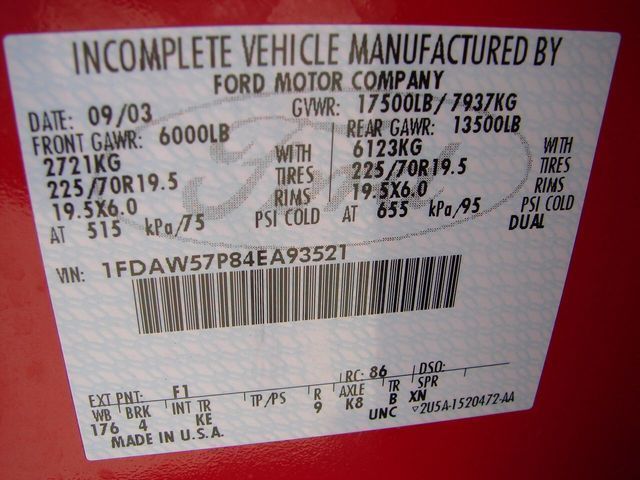 INCOMPLETE VEHICLE MANUFACTURED BY
FORD MOTOR COMPANY
DATE: 09/03 GVWR: 17500LB/ 7937KG
FRONT GAWR: 6000LB REAR GAWR: 13500LB
2721KG WITH 6123KG WITH
225/70R19.5 TIRES 225/70R19.5 TIRES
19.5X6.0 RIMS 19.5X6.0 RIMS
AT 515 kPa/75 PSI COLD AT 655 kPa/95 PSI COLD
DUAL
Ford
VIN: 1FDAW57P84EA93521
EXT PNT: F1 RC: 86 DSO:
WB BRK INT TR TP/PS R AXLE TR SPR
176 4 KE 9 K8 B XN
MADE IN U.S.A. UNC ▽2U5A-1520472-AA